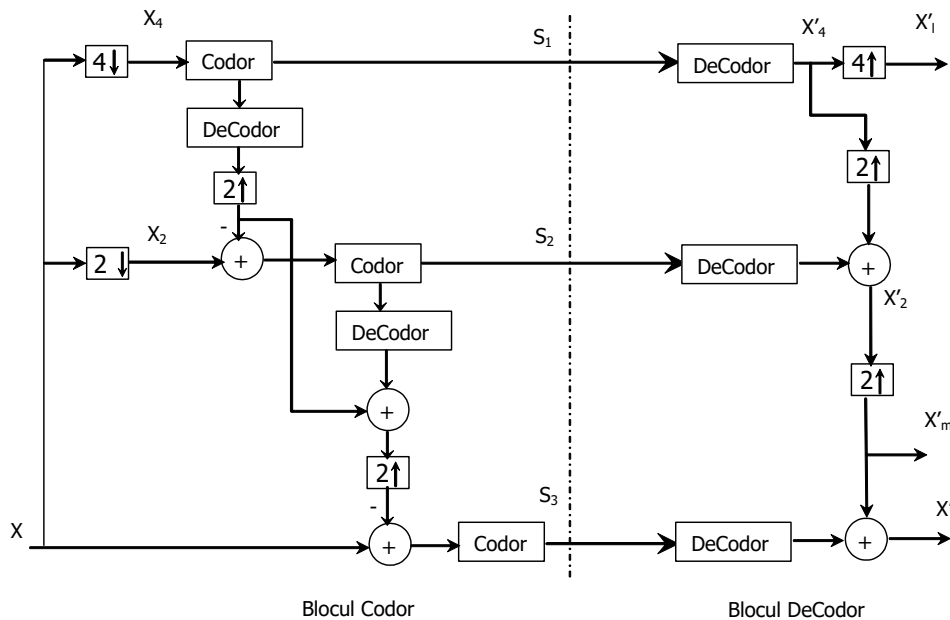 X₄
S₁
X'₄
X'ₗ
4↓
Codor
DeCodor
4↑
DeCodor
2↑
2↑
-
X₂
S₂
2 ↓
+
Codor
DeCodor
+
X'₂
DeCodor
2↑
+
X'ₘ
2↑
-
S₃
X
X'
+
Codor
DeCodor
+
Blocul Codor
Blocul DeCodor